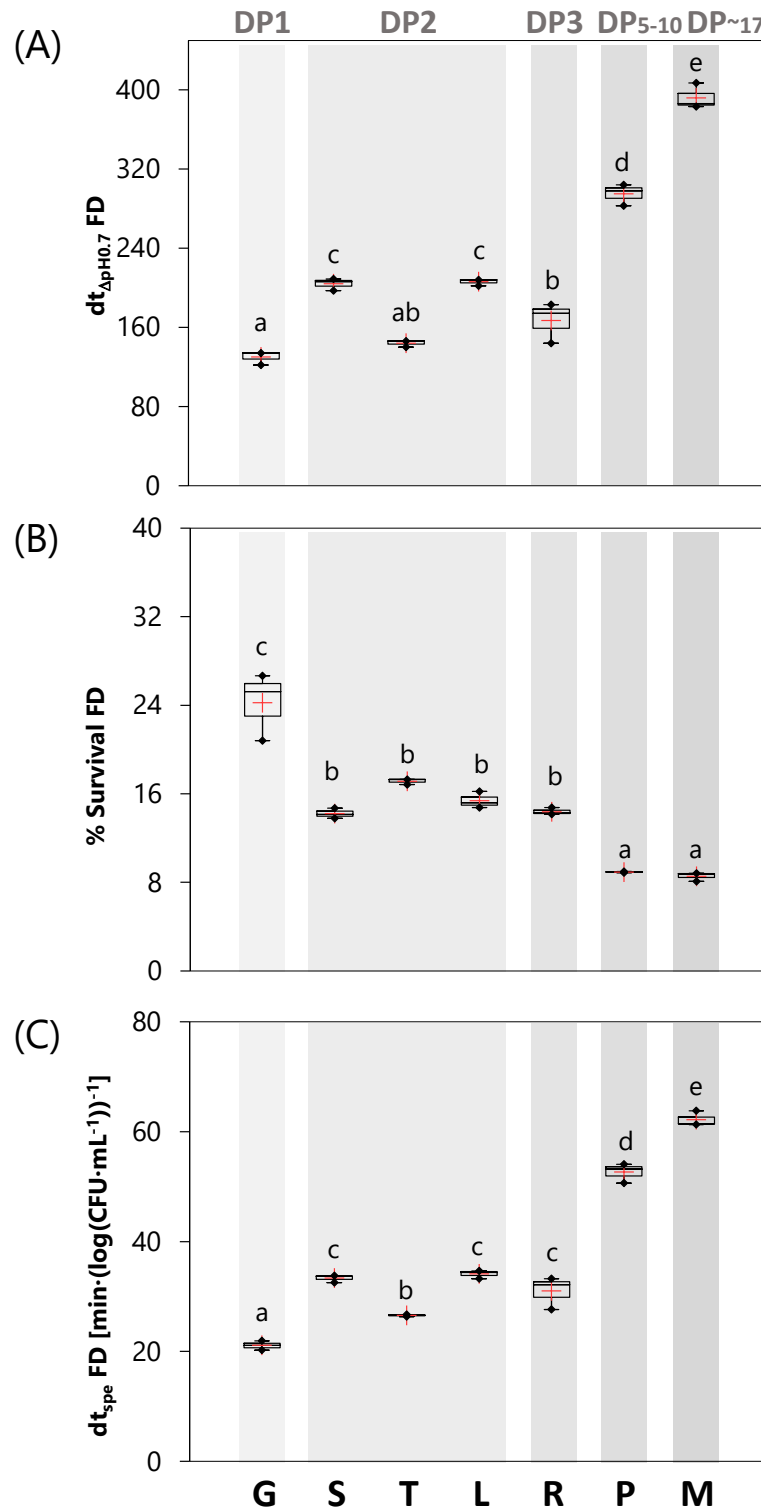 DP1 DP2 DP3 DP5-10 DP~17
(A)
dtΔpH0.7 FD
400
320
240
160
80
0
a
c
ab
c
b
d
e
(B)
% Survival FD
40
32
24
16
8
0
c
b
b
b
b
a
a
(C)
dtspe FD [min·(log(CFU·mL⁻¹))⁻¹]
80
60
40
20
0
a
c
b
c
c
d
e
G S T L R P M